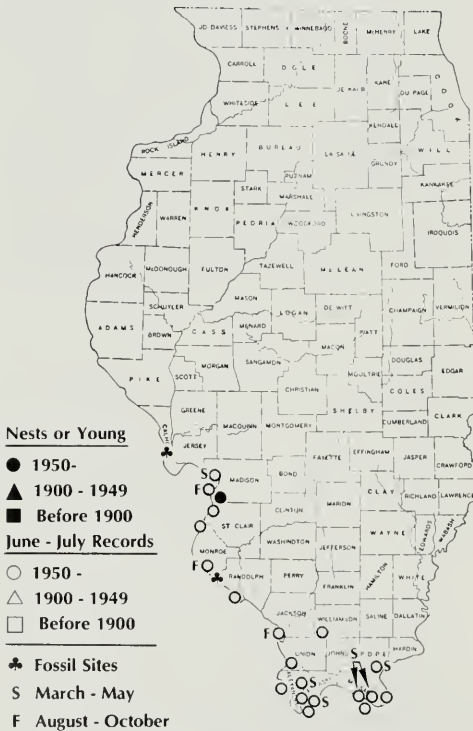 JO DAVIESS STEPHENS WINNEBAGO BOONE McHENRY LAKE
CARROLL OGLE DE KALB KANE COOK
WHITESIDE LEE DU PAGE
KENDALL WILL
ROCK ISLAND HENRY BUREAU LA SALLE GRUNDY
MERCER PUTNAM KANKAKEE
STARK MARSHALL
HENDERSON WARREN KNOX PEORIA WOODFORD LIVINGSTON IROQUOIS
HANCOCK McDONOUGH FULTON TAZEWELL McLEAN FORD
SCHUYLER MASON
ADAMS BROWN CASS MENARD LOGAN DE WITT CHAMPAIGN VERMILION
MACON PIATT
PIKE SCOTT MORGAN SANGAMON MOULTRIE DOUGLAS EDGAR
CHRISTIAN COLES
GREENE MACOUPIN MONTGOMERY SHELBY CUMBERLAND CLARK
JERSEY FAYETTE EFFINGHAM JASPER CRAWFORD
S MADISON BOND
F CLAY RICHLAND LAWRENCE
CLINTON MARION
ST CLAIR WAYNE EDWARDS WABASH
MONROE WASHINGTON JEFFERSON
F RANDOLPH PERRY HAMILTON WHITE
FRANKLIN
JACKSON WILLIAMSON SALINE GALLATIN
F S
UNION JOHNS POPE HARDIN
S
S
S
Nests or Young
1950-
1900 - 1949
Before 1900
June - July Records
1950 -
1900 - 1949
Before 1900
Fossil Sites
S March - May
F August - October